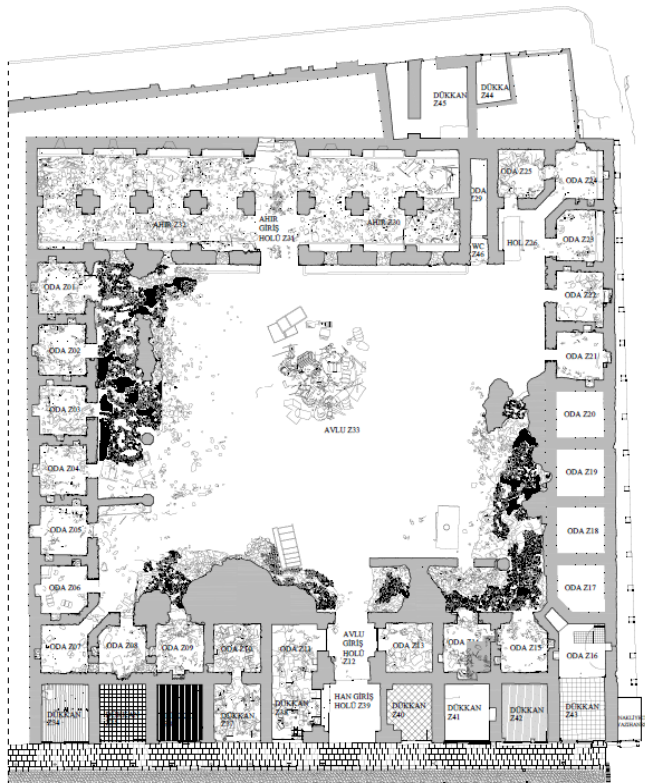 DÜKKAN
Z45
DÜKKA
Z44
ODA Z25
ODA Z24
ODA
Z29
AHIR Z32
AHIR
GİRİŞ
HOLÜ Z31
AHIR Z30
WC
Z46
HOL Z26
ODA Z23
ODA Z01
ODA Z22
ODA Z02
ODA Z21
ODA Z03
ODA Z20
AVLU Z33
ODA Z04
ODA Z19
ODA Z05
ODA Z18
ODA Z06
ODA Z17
ODA Z07
ODA Z08
ODA Z09
ODA Z10
ODA Z11
AVLU
GİRİŞ
HOLÜ
Z12
ODA Z13
ODA Z15
ODA Z16
DÜKKAN
Z34
DÜKKAN
DÜKKAN
Z38
HAN GİRİŞ
HOLÜ Z39
DÜKKAN
Z40
DÜKKAN
Z41
DÜKKAN
Z42
DÜKKAN
Z43